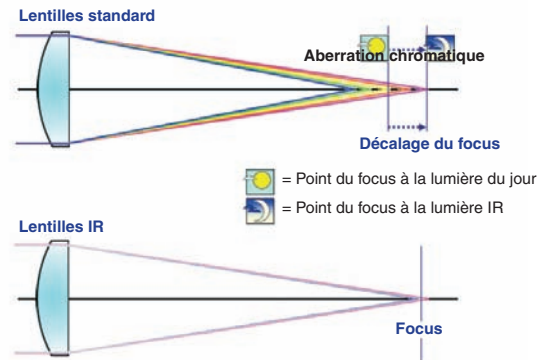 Lentilles standard
Aberration chromatique
Décalage du focus
= Point du focus à la lumière du jour
= Point du focus à la lumière IR
Lentilles IR
Focus